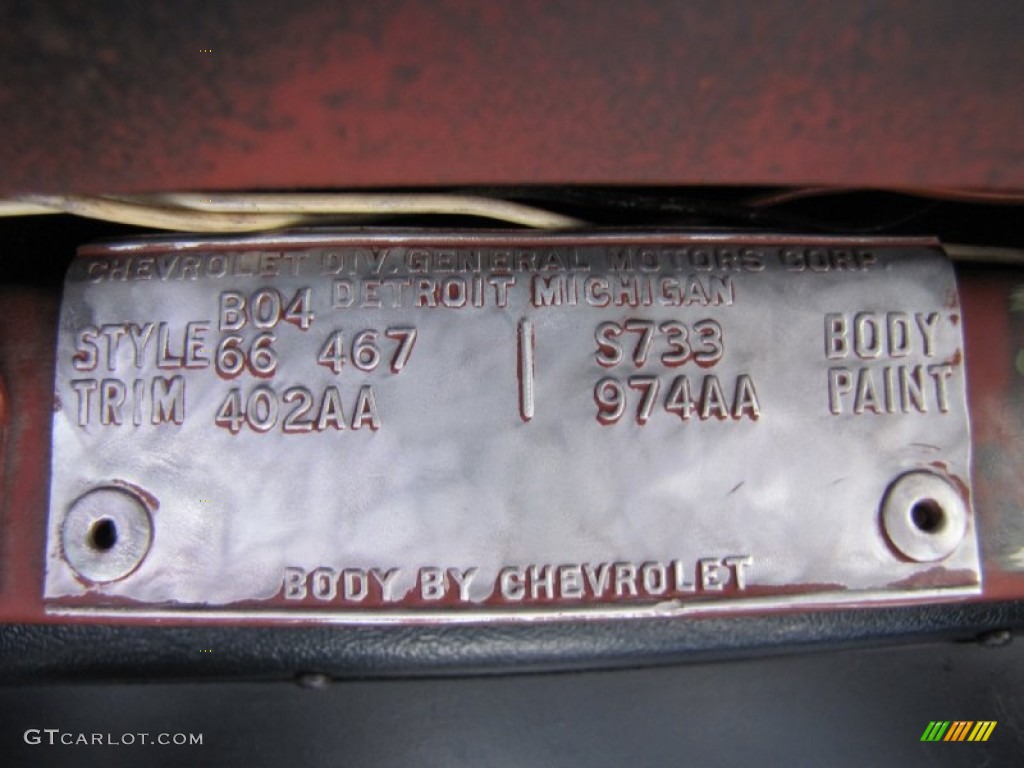 CHEVROLET DIV. GENERAL MOTORS CORP.
DETROIT MICHIGAN
B04
STYLE 66 467 S733 BODY
TRIM 402AA 974AA PAINT
BODY BY CHEVROLET
GTCARLOT.COM